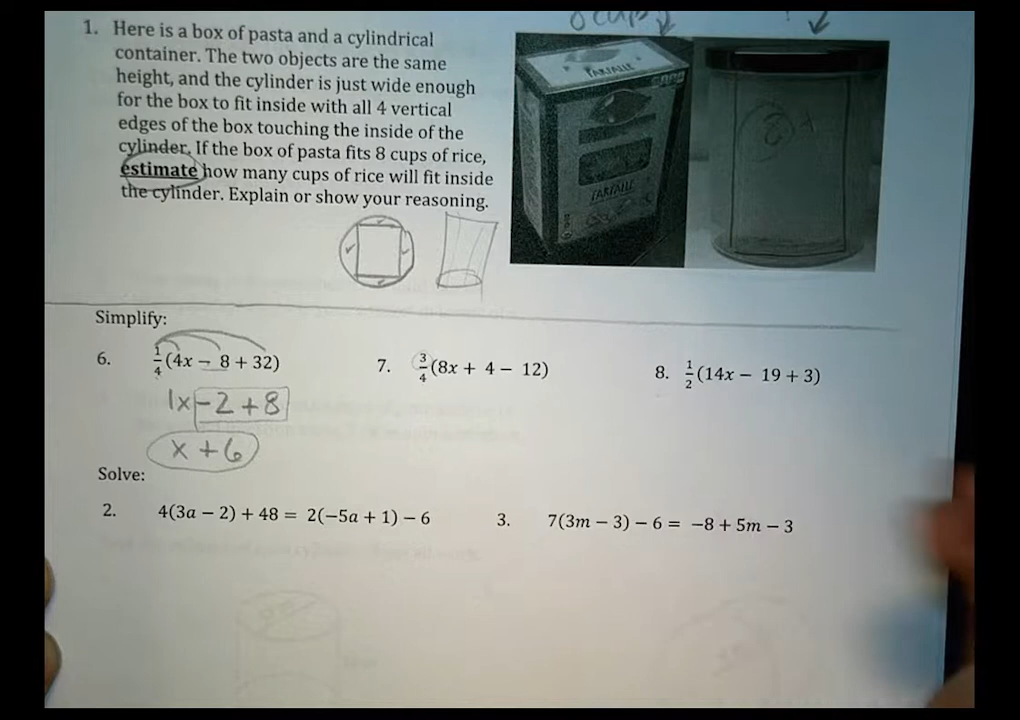 8 cups
1. Here is a box of pasta and a cylindrical
container. The two objects are the same
height, and the cylinder is just wide enough
for the box to fit inside with all 4 vertical
edges of the box touching the inside of the
cylinder. If the box of pasta fits 8 cups of rice,
estimate how many cups of rice will fit inside
the cylinder. Explain or show your reasoning.
FARFALLE
FARFALLE
8+
Simplify:
6. 1/4 (4x − 8 + 32)
1x −2 + 8
x + 6
7. 3/4 (8x + 4 − 12)
8. 1/2 (14x − 19 + 3)
Solve:
2. 4(3a − 2) + 48 = 2(−5a + 1) − 6
3. 7(3m − 3) − 6 = −8 + 5m − 3